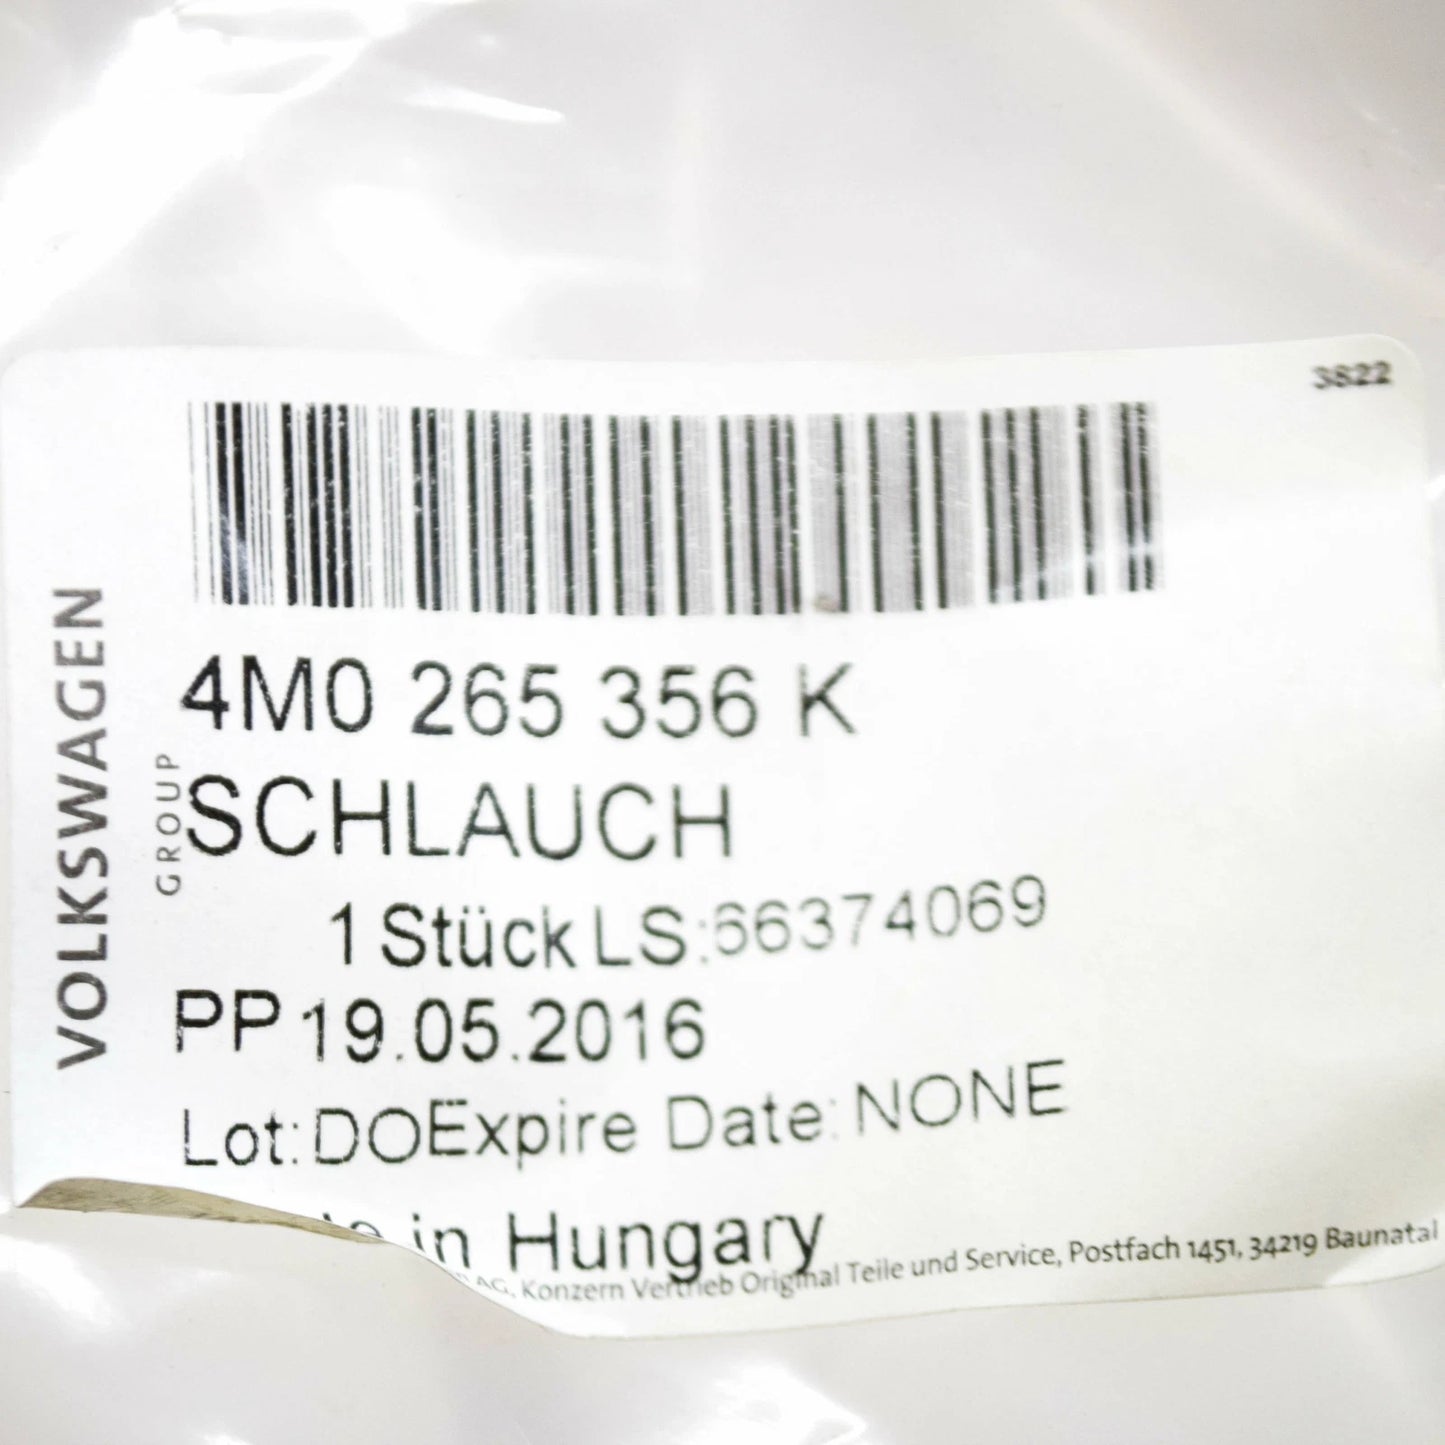 3822
VOLKSWAGEN
GROUP
4M0 265 356 K
SCHLAUCH
1 Stück LS:66374069
PP 19.05.2016
Lot:DOExpire Date: NONE
in Hungary
AG, Konzern Vertrieb Original Teile und Service, Postfach 1451, 34219 Baunatal